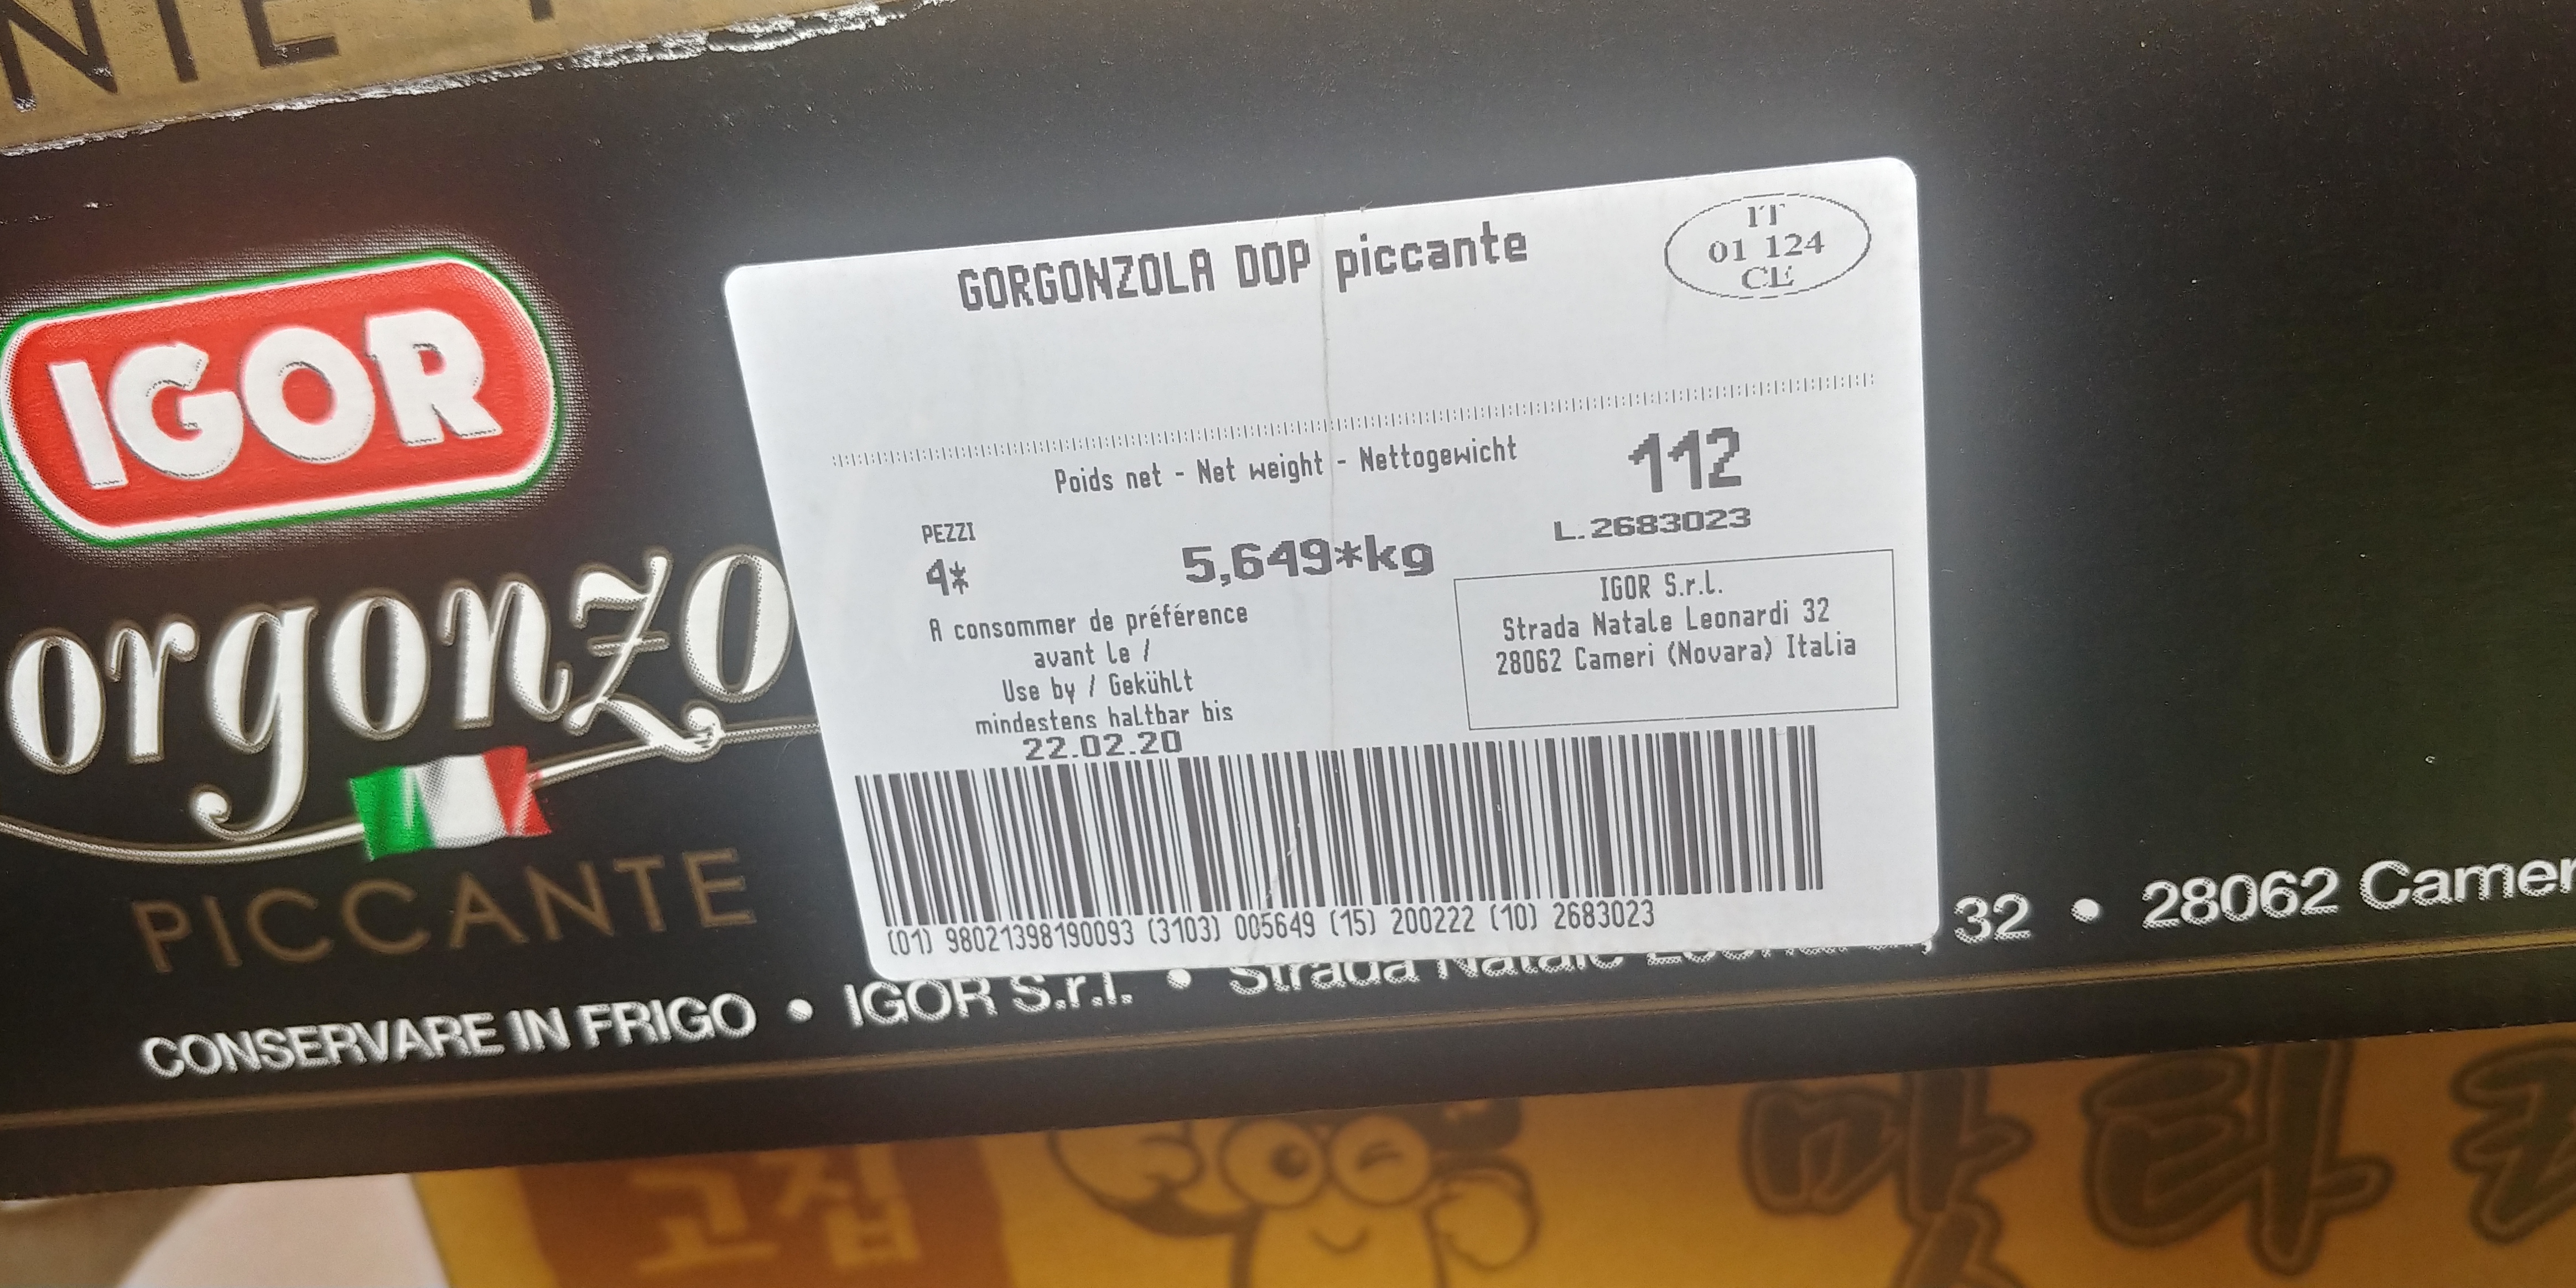 IGOR
orgonzo
PICCANTE
GORGONZOLA DOP piccante
IT
01 124
CE
Poids net - Net weight - Nettogewicht
112
L.2683023
PEZZI
4*
5,649*kg
A consommer de préférence
avant le /
Use by / Gekühlt
mindestens haltbar bis
22.02.20
IGOR S.r.l.
Strada Natale Leonardi 32
28062 Cameri (Novara) Italia
(01) 98021398190093 (3103) 005649 (15) 200222 (10) 2683023
CONSERVARE IN FRIGO • IGOR S.r.l. • Strada Natale Leonardi, 32 • 28062 Camer